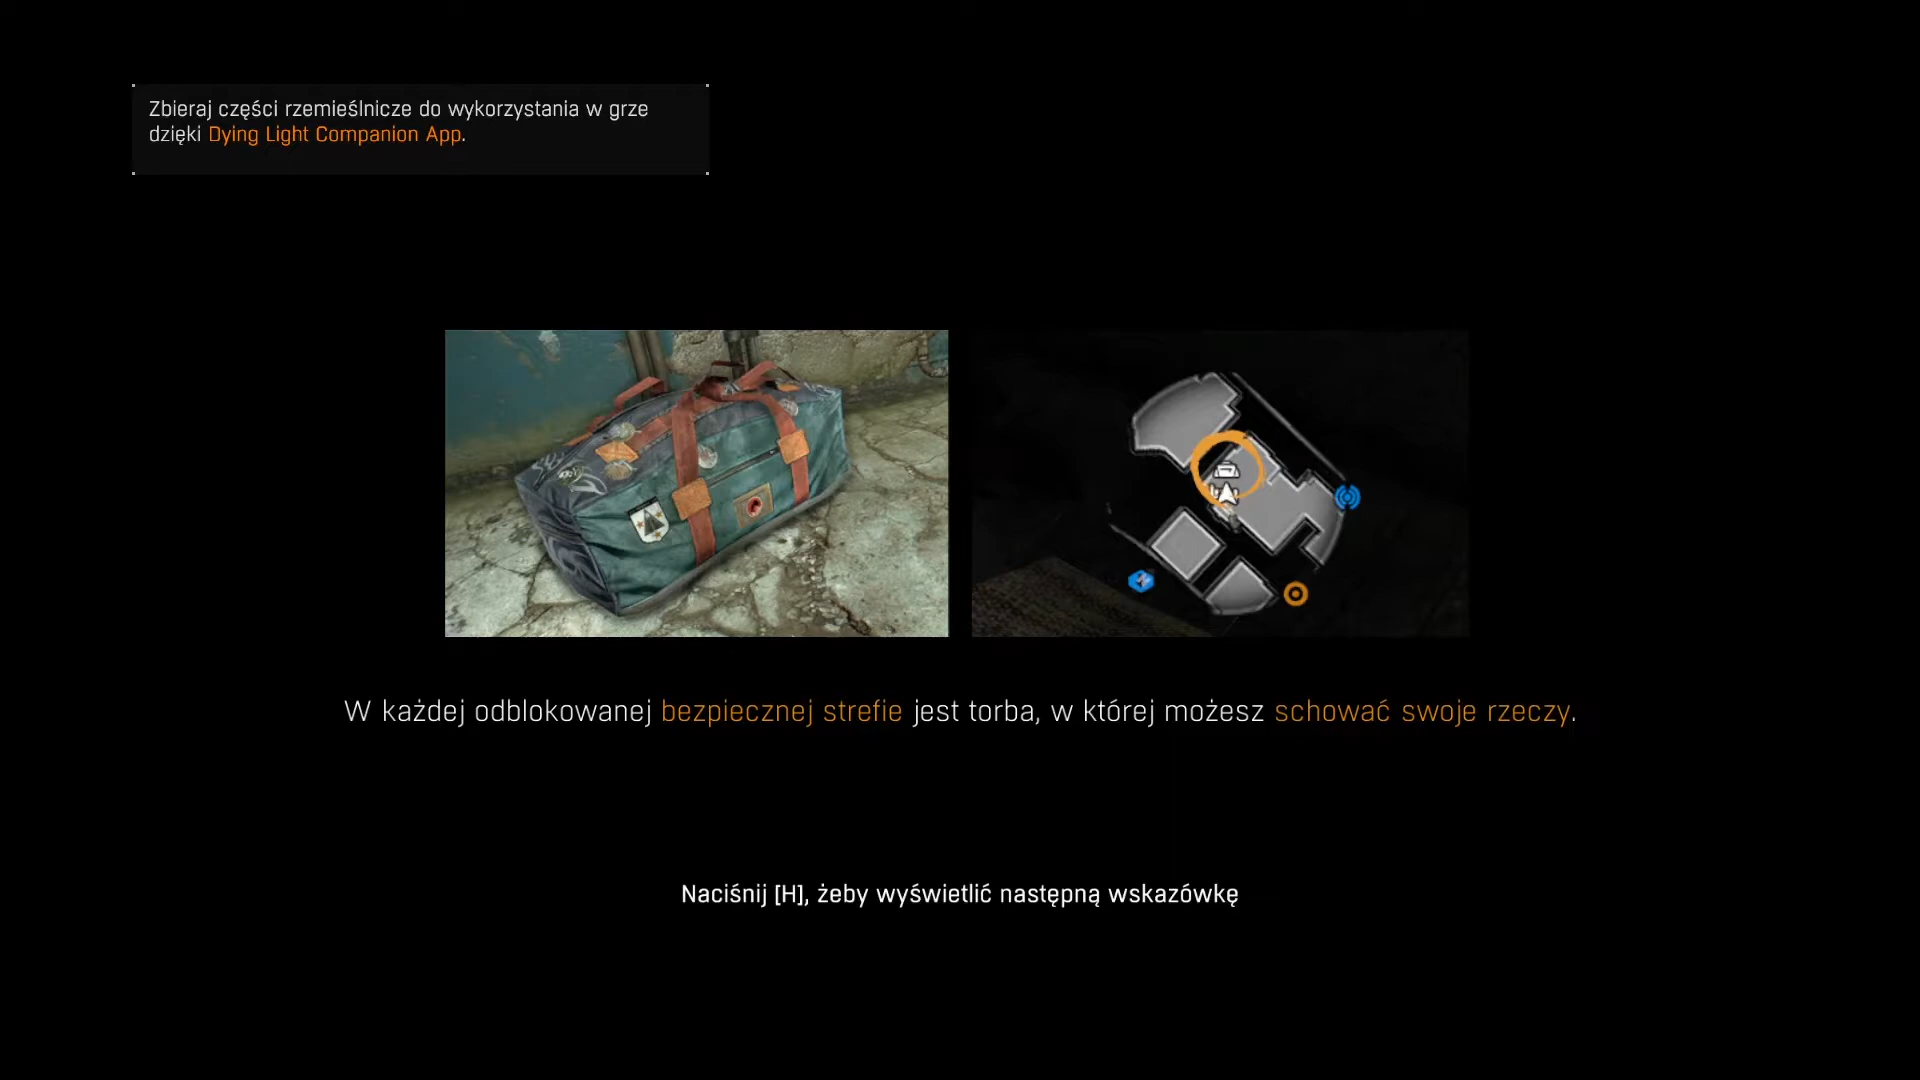 Zbieraj części rzemieślnicze do wykorzystania w grze
dzięki Dying Light Companion App.
W każdej odblokowanej bezpiecznej strefie jest torba, w której możesz schować swoje rzeczy.
Naciśnij [H], żeby wyświetlić następną wskazówkę